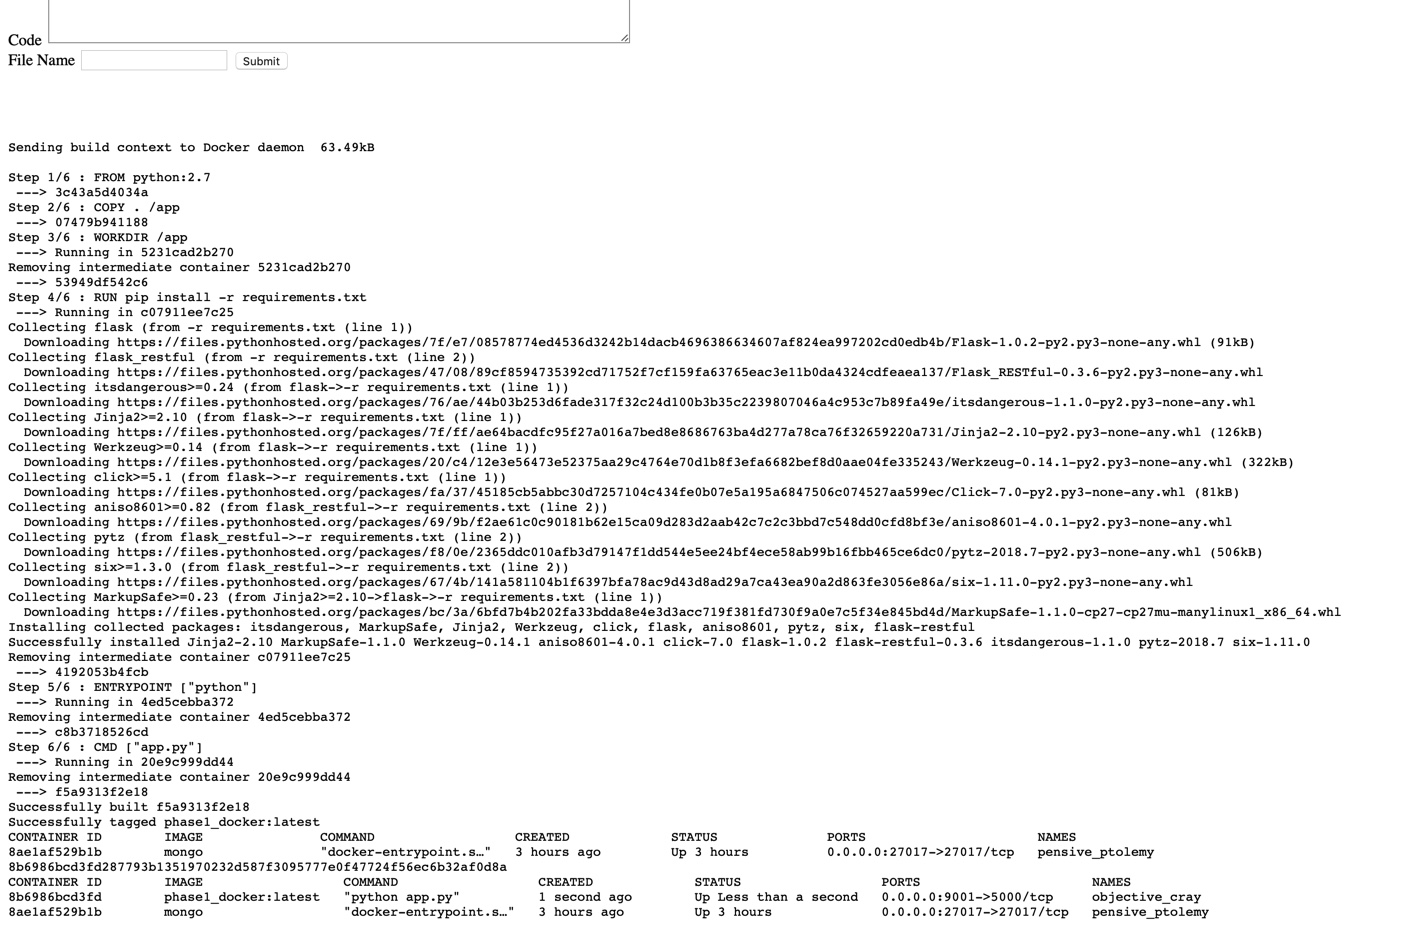 Code
File Name Submit
Sending build context to Docker daemon  63.49kB
Step 1/6 : FROM python:2.7
 ---> 3c43a5d4034a
Step 2/6 : COPY . /app
 ---> 07479b941188
Step 3/6 : WORKDIR /app
 ---> Running in 5231cad2b270
Removing intermediate container 5231cad2b270
 ---> 53949df542c6
Step 4/6 : RUN pip install -r requirements.txt
 ---> Running in c07911ee7c25
Collecting flask (from -r requirements.txt (line 1))
  Downloading https://files.pythonhosted.org/packages/7f/e7/08578774ed4536d3242b14dacb4696386634607af824ea997202cd0edb4b/Flask-1.0.2-py2.py3-none-any.whl (91kB)
Collecting flask_restful (from -r requirements.txt (line 2))
  Downloading https://files.pythonhosted.org/packages/47/08/89cf8594735392cd71752f7cf159fa63765eac3e11b0da4324cdfeaea137/Flask_RESTful-0.3.6-py2.py3-none-any.whl
Collecting itsdangerous>=0.24 (from flask->-r requirements.txt (line 1))
  Downloading https://files.pythonhosted.org/packages/76/ae/44b03b253d6fade317f32c24d100b3b35c2239807046a4c953c7b89fa49e/itsdangerous-1.1.0-py2.py3-none-any.whl
Collecting Jinja2>=2.10 (from flask->-r requirements.txt (line 1))
  Downloading https://files.pythonhosted.org/packages/7f/ff/ae64bacdfc95f27a016a7bed8e8686763ba4d277a78ca76f32659220a731/Jinja2-2.10-py2.py3-none-any.whl (126kB)
Collecting Werkzeug>=0.14 (from flask->-r requirements.txt (line 1))
  Downloading https://files.pythonhosted.org/packages/20/c4/12e3e56473e52375aa29c4764e70d1b8f3efa6682bef8d0aae04fe335243/Werkzeug-0.14.1-py2.py3-none-any.whl (322kB)
Collecting click>=5.1 (from flask->-r requirements.txt (line 1))
  Downloading https://files.pythonhosted.org/packages/fa/37/45185cb5abbc30d7257104c434fe0b07e5a195a6847506c074527aa599ec/Click-7.0-py2.py3-none-any.whl (81kB)
Collecting aniso8601>=0.82 (from flask_restful->-r requirements.txt (line 2))
  Downloading https://files.pythonhosted.org/packages/69/9b/f2ae61c0c90181b62e15ca09d283d2aab42c7c2c3bbd7c548dd0cfd8bf3e/aniso8601-4.0.1-py2.py3-none-any.whl
Collecting pytz (from flask_restful->-r requirements.txt (line 2))
  Downloading https://files.pythonhosted.org/packages/f8/0e/2365ddc010afb3d79147f1dd544e5ee24bf4ece58ab99b16fbb465ce6dc0/pytz-2018.7-py2.py3-none-any.whl (506kB)
Collecting six>=1.3.0 (from flask_restful->-r requirements.txt (line 2))
  Downloading https://files.pythonhosted.org/packages/67/4b/141a581104b1f6397bfa78ac9d43d8ad29a7ca43ea90a2d863fe3056e86a/six-1.11.0-py2.py3-none-any.whl
Collecting MarkupSafe>=0.23 (from Jinja2>=2.10->flask->-r requirements.txt (line 1))
  Downloading https://files.pythonhosted.org/packages/bc/3a/6bfd7b4b202fa33bdda8e4e3d3acc719f381fd730f9a0e7c5f34e845bd4d/MarkupSafe-1.1.0-cp27-cp27mu-manylinux1_x86_64.whl
Installing collected packages: itsdangerous, MarkupSafe, Jinja2, Werkzeug, click, flask, aniso8601, pytz, six, flask-restful
Successfully installed Jinja2-2.10 MarkupSafe-1.1.0 Werkzeug-0.14.1 aniso8601-4.0.1 click-7.0 flask-1.0.2 flask-restful-0.3.6 itsdangerous-1.1.0 pytz-2018.7 six-1.11.0
Removing intermediate container c07911ee7c25
 ---> 4192053b4fcb
Step 5/6 : ENTRYPOINT ["python"]
 ---> Running in 4ed5cebba372
Removing intermediate container 4ed5cebba372
 ---> c8b3718526cd
Step 6/6 : CMD ["app.py"]
 ---> Running in 20e9c999dd44
Removing intermediate container 20e9c999dd44
 ---> f5a9313f2e18
Successfully built f5a9313f2e18
Successfully tagged phase1_docker:latest
CONTAINER ID        IMAGE               COMMAND                  CREATED             STATUS              PORTS                      NAMES
8ae1af529b1b        mongo               "docker-entrypoint.s…"   3 hours ago         Up 3 hours          0.0.0.0:27017->27017/tcp   pensive_ptolemy
8b6986bcd3fd287793b1351970232d587f3095777e0f47724f56ec6b32af0d8a
CONTAINER ID        IMAGE                  COMMAND                  CREATED             STATUS                  PORTS                      NAMES
8b6986bcd3fd        phase1_docker:latest   "python app.py"          1 second ago        Up Less than a second   0.0.0.0:9001->5000/tcp     objective_cray
8ae1af529b1b        mongo                  "docker-entrypoint.s…"   3 hours ago         Up 3 hours              0.0.0.0:27017->27017/tcp   pensive_ptolemy